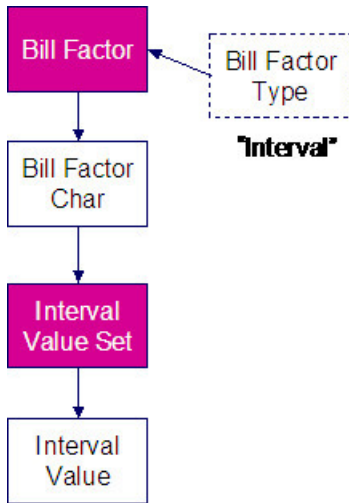 Bill Factor
Bill Factor
Type
"Interval"
Bill Factor
Char
Interval
Value Set
Interval
Value